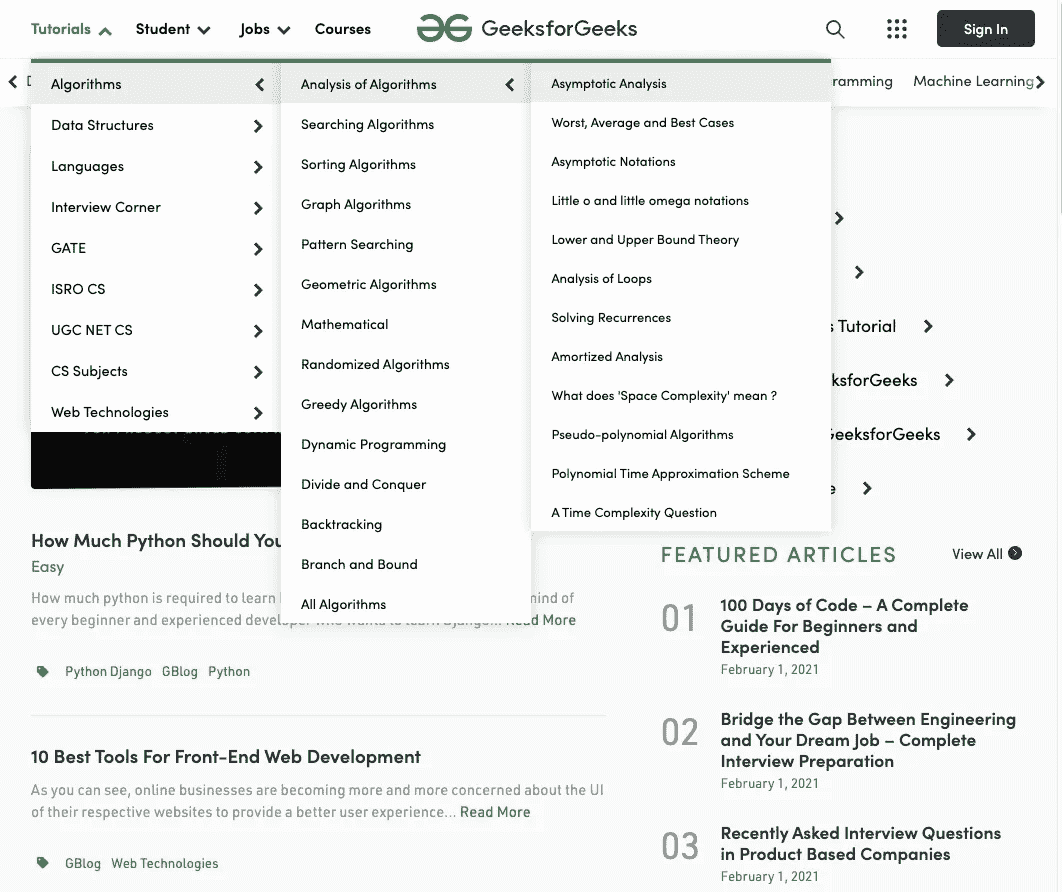 Tutorials Student Jobs Courses GeeksforGeeks Sign In
Machine Learning
Algorithms
Data Structures
Languages
Interview Corner
GATE
ISRO CS
UGC NET CS
CS Subjects
Web Technologies
Analysis of Algorithms
Searching Algorithms
Sorting Algorithms
Graph Algorithms
Pattern Searching
Geometric Algorithms
Mathematical
Randomized Algorithms
Greedy Algorithms
Dynamic Programming
Divide and Conquer
Backtracking
Branch and Bound
All Algorithms
Asymptotic Analysis
Worst, Average and Best Cases
Asymptotic Notations
Little o and little omega notations
Lower and Upper Bound Theory
Analysis of Loops
Solving Recurrences
Amortized Analysis
What does 'Space Complexity' mean ?
Pseudo-polynomial Algorithms
Polynomial Time Approximation Scheme
A Time Complexity Question
s Tutorial
ksforGeeks
GeeksforGeeks
e
How Much Python Should You
Easy
How much python is required to learn mind of
every beginner and experienced developer who wants to learn Django... Read More
Python Django GBlog Python
10 Best Tools For Front-End Web Development
As you can see, online businesses are becoming more and more concerned about the UI
of their respective websites to provide a better user experience... Read More
GBlog Web Technologies
FEATURED ARTICLES View All
01 100 Days of Code – A Complete
Guide For Beginners and
Experienced
February 1, 2021
02 Bridge the Gap Between Engineering
and Your Dream Job – Complete
Interview Preparation
February 1, 2021
03 Recently Asked Interview Questions
in Product Based Companies
February 1, 2021